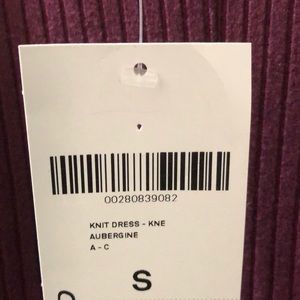 00280839082
KNIT DRESS - KNE
AUBERGINE
A - C
S